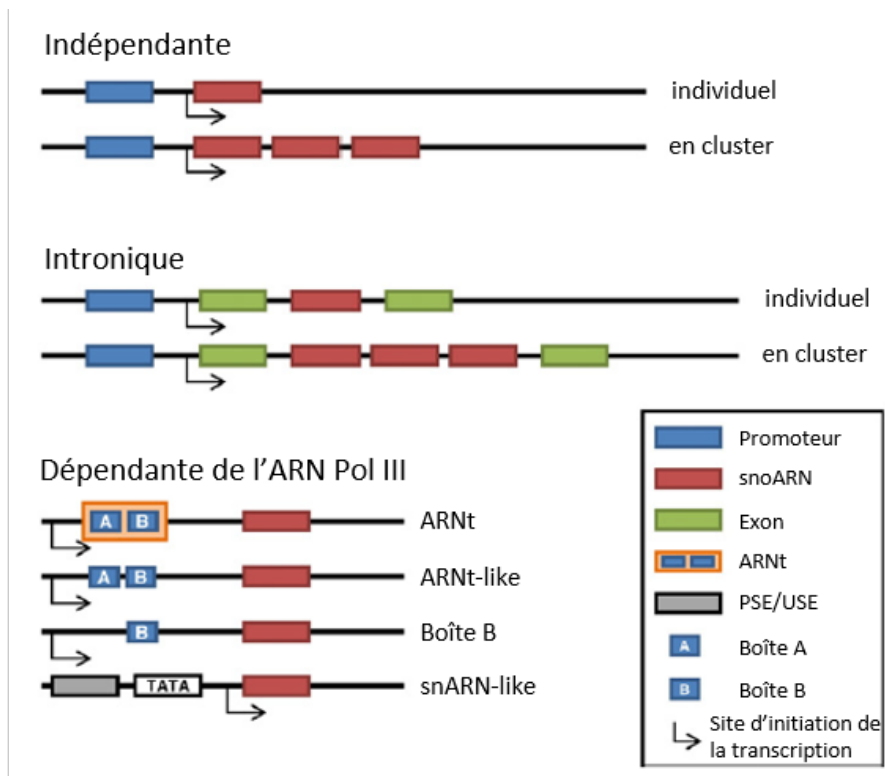 Indépendante
individuel
en cluster
Intronique
individuel
en cluster
Dépendante de l'ARN Pol III
A B
ARNt
A B
ARNt-like
B
Boîte B
TATA
snARN-like
Promoteur
snoARN
Exon
ARNt
PSE/USE
A
Boîte A
B
Boîte B
Site d'initiation de
la transcription